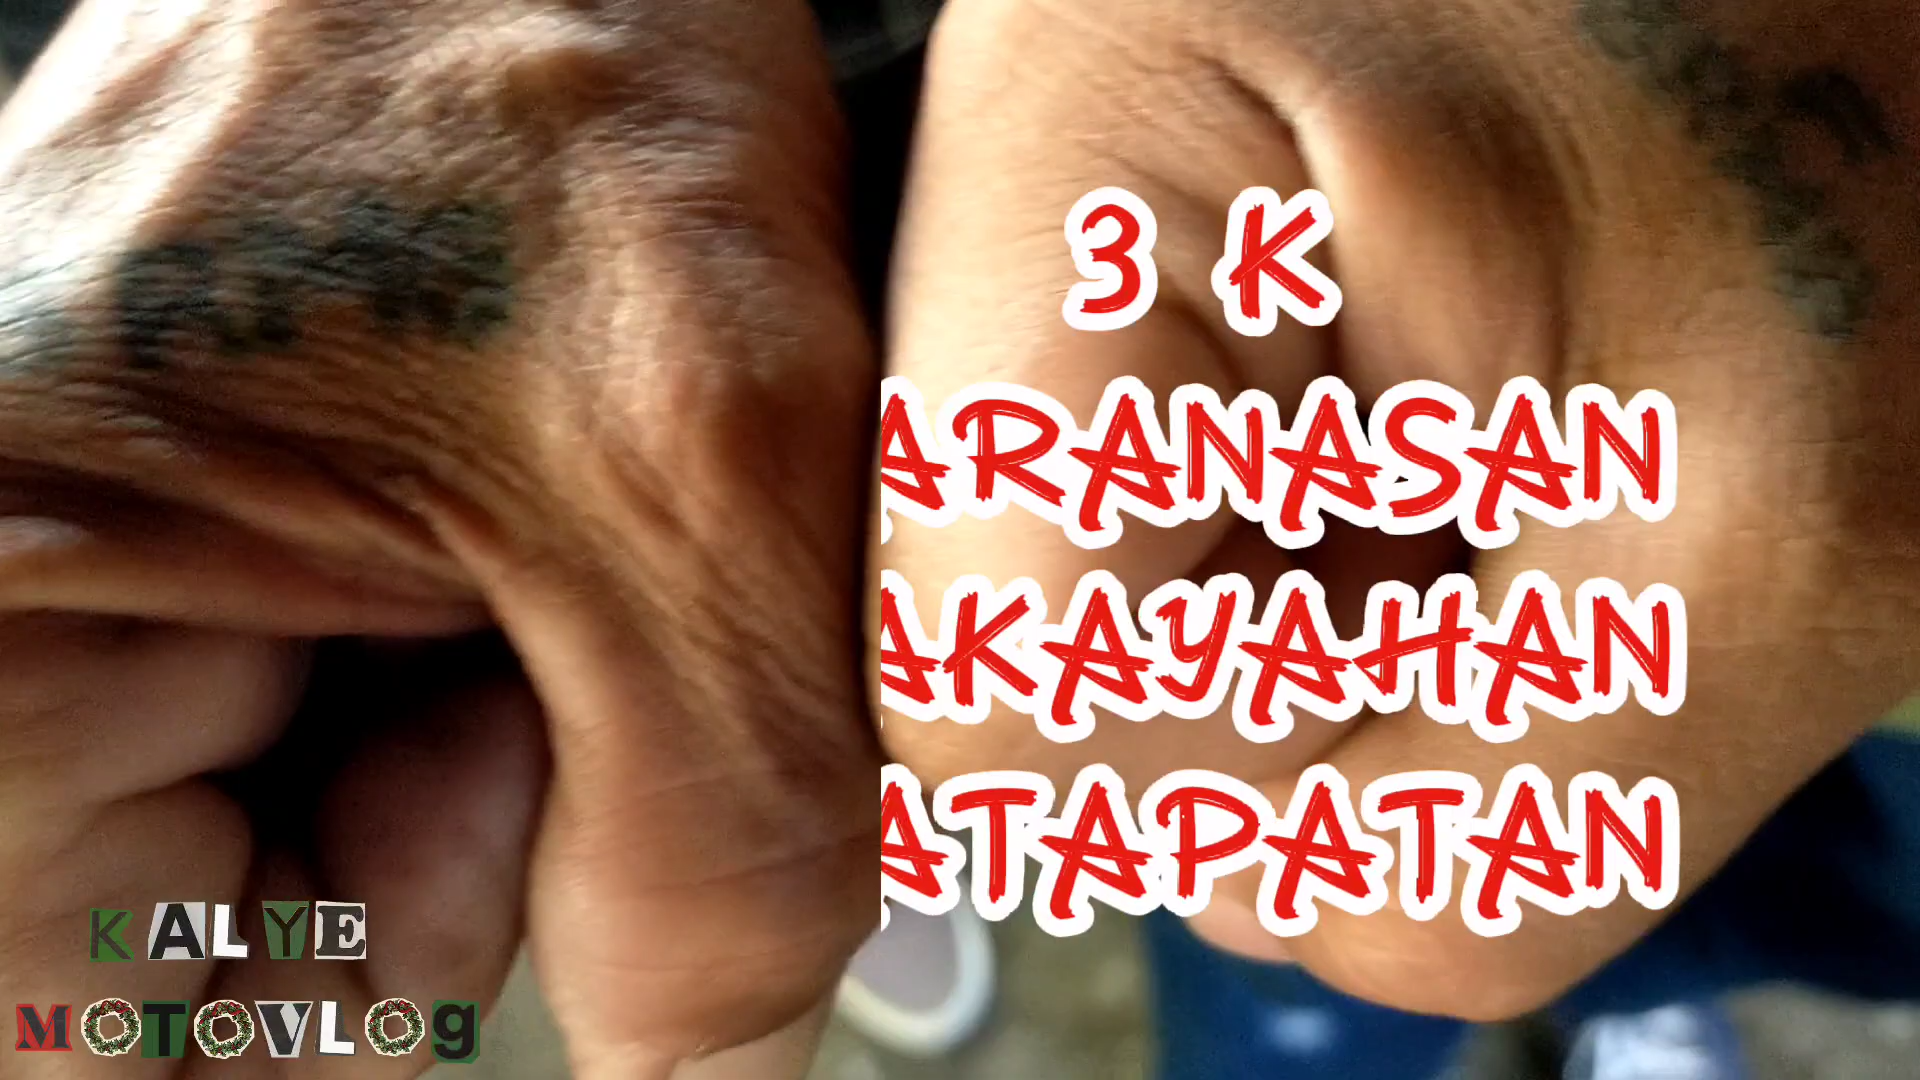 3 K
ARANASAN
AKAYAHAN
ATAPATAN
KALYE
MOTOVLOg